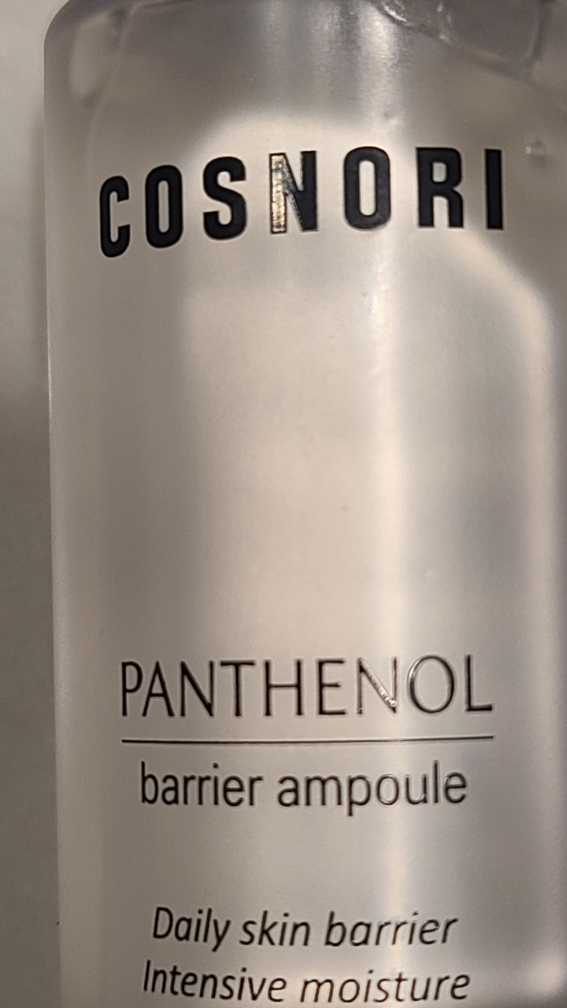 COSNORI
PANTHENOL
barrier ampoule
Daily skin barrier
Intensive moisture